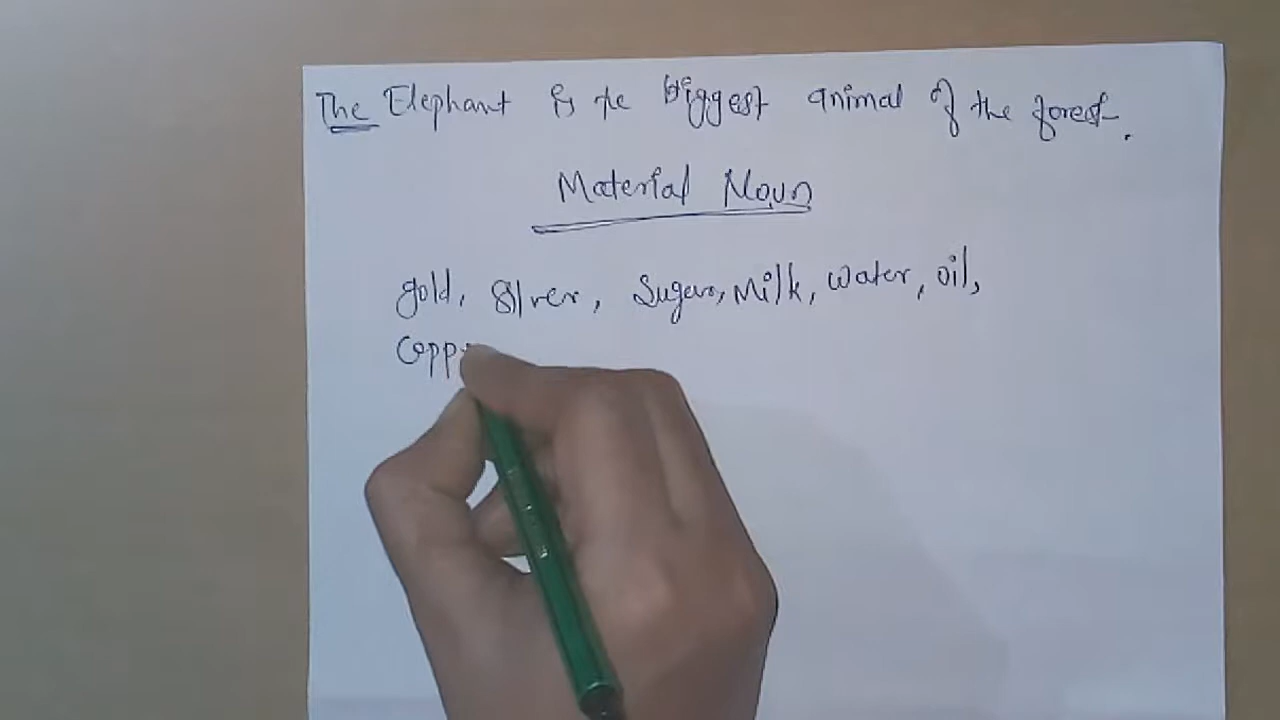 The Elephant is the biggest animal of the forest.
Material Noun
gold, Silver, Sugar, Milk, water, oil,
Copp